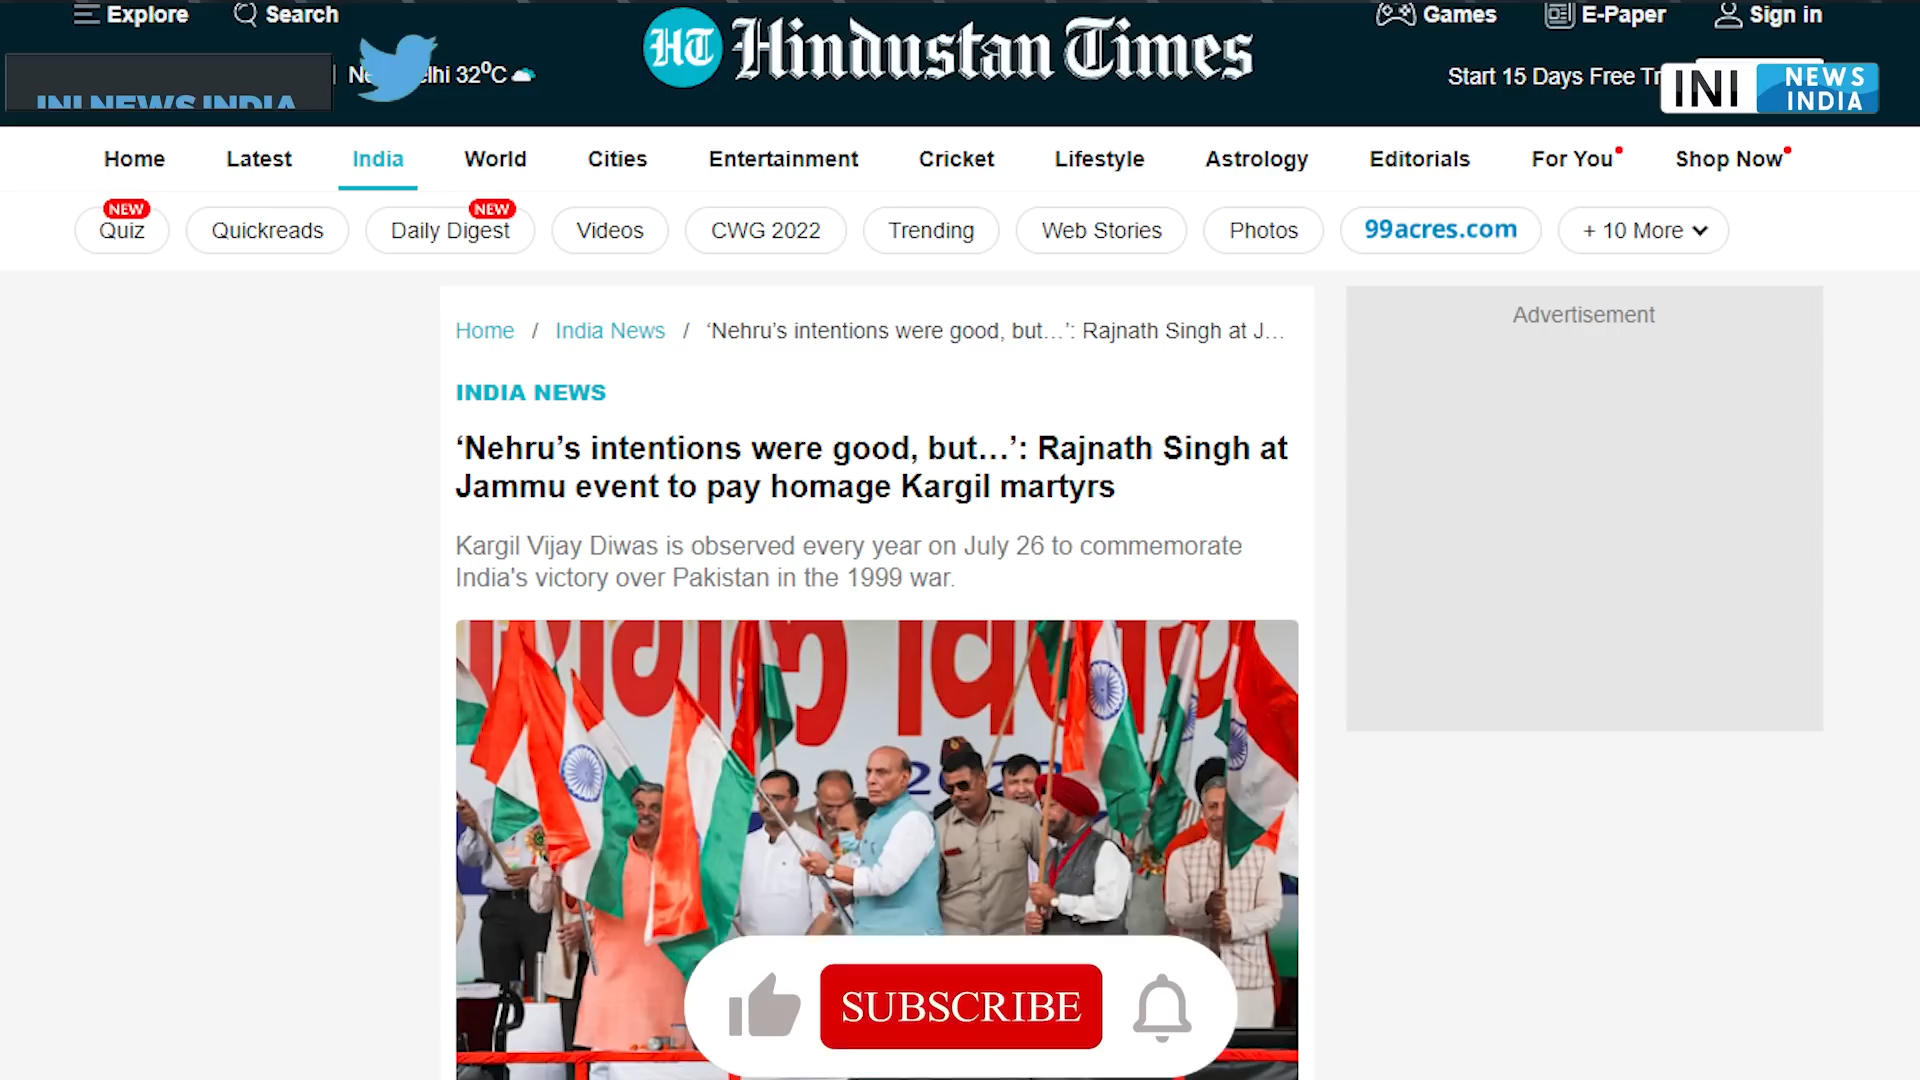 Explore
Search
HT Hindustan Times
Games
E-Paper
Sign in
INI NEWS INDIA
32⁰C
Start 15 Days Free
INI NEWS
INDIA
Home
Latest
India
World
Cities
Entertainment
Cricket
Lifestyle
Astrology
Editorials
For You
Shop Now
NEW
NEW
Quiz
Quickreads
Daily Digest
Videos
CWG 2022
Trending
Web Stories
Photos
99acres.com
+ 10 More
Home / India News / ‘Nehru’s intentions were good, but…’: Rajnath Singh at J…
Advertisement
INDIA NEWS
‘Nehru’s intentions were good, but…’: Rajnath Singh at
Jammu event to pay homage Kargil martyrs
Kargil Vijay Diwas is observed every year on July 26 to commemorate
India's victory over Pakistan in the 1999 war.
SUBSCRIBE